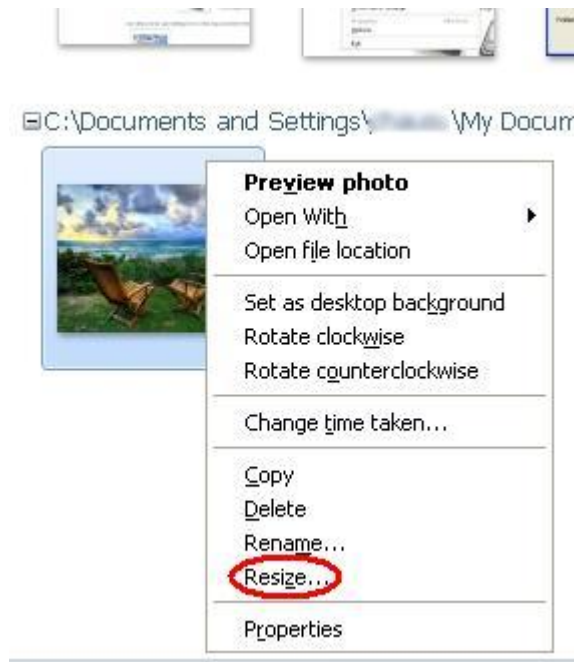 C:\Documents and Settings\ \My Docum
Preview photo
Open With
Open file location
Set as desktop background
Rotate clockwise
Rotate counterclockwise
Change time taken...
Copy
Delete
Rename...
Resize...
Properties